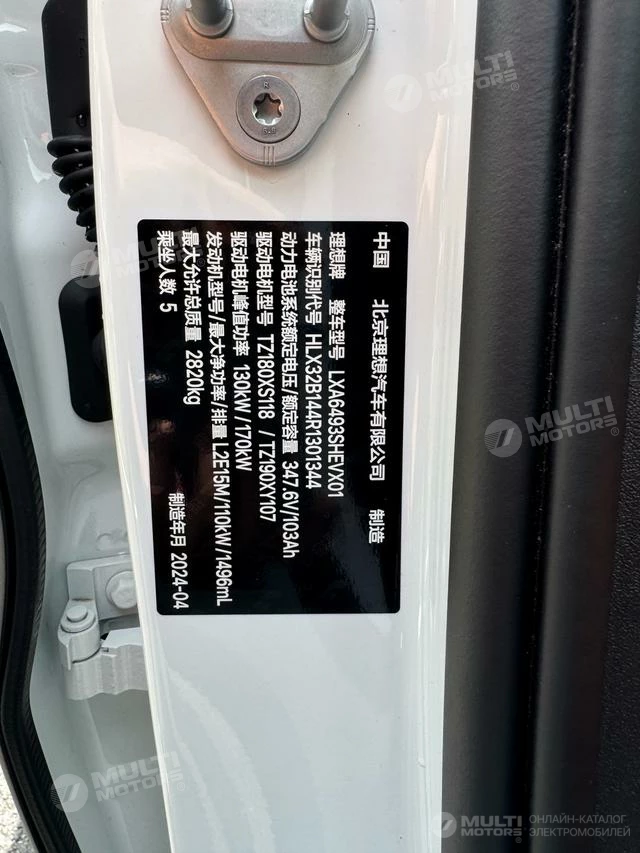 中国 北京理想汽车有限公司 制造
理想牌 整车型号 LXA6493SHEVX01
车辆识别代号 HLX32B144R1301344
动力电池系统额定电压/额定容量 347.6V/103Ah
驱动电机型号 TZ180XS118 / TZ190XY107
驱动电机峰值功率 130kW/170kW
发动机型号/最大净功率/排量 L2E15M/110kW/1496mL
最大允许总质量 2820kg 制造年月 2024-04
乘坐人数 5
MULTI MOTORS®
MULTI MOTORS®
MULTI MOTORS®
MULTI MOTORS®
MULTI MOTORS® ОНЛАЙН-КАТАЛОГ ЭЛЕКТРОМОБИЛЕЙ